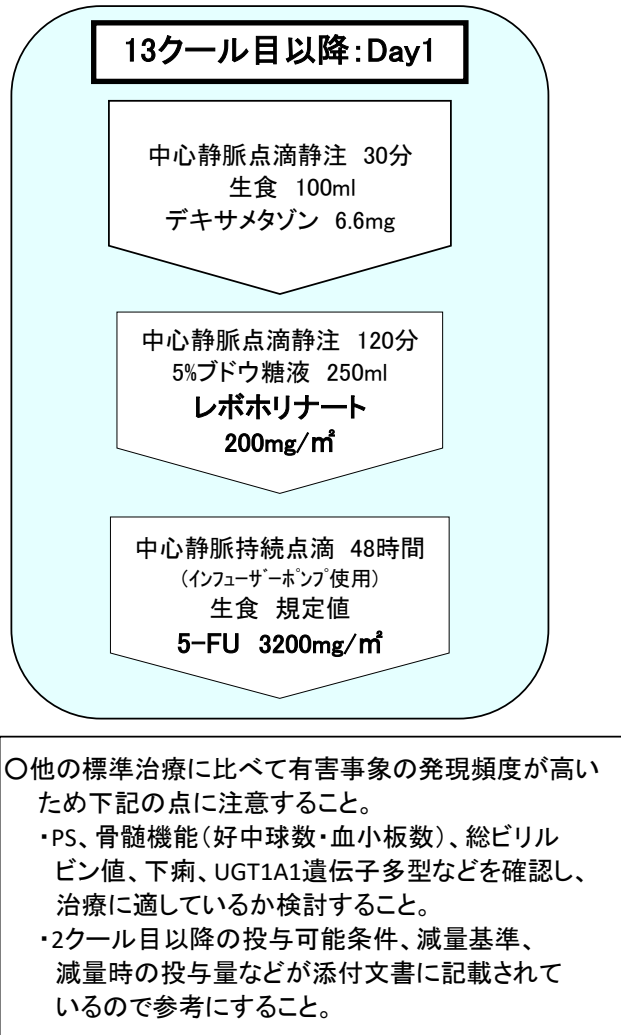 13クール目以降:Day1
中心静脈点滴静注 30分
生食 100ml
デキサメタゾン 6.6mg
中心静脈点滴静注 120分
5%ブドウ糖液 250ml
レボホリナート
200mg/㎡
中心静脈持続点滴 48時間
(インフューザーポンプ使用)
生食 規定値
5-FU 3200mg/㎡
○他の標準治療に比べて有害事象の発現頻度が高い
ため下記の点に注意すること。
・PS、骨髄機能(好中球数・血小板数)、総ビリル
ビン値、下痢、UGT1A1遺伝子多型などを確認し、
治療に適しているか検討すること。
・2クール目以降の投与可能条件、減量基準、
減量時の投与量などが添付文書に記載されて
いるので参考にすること。